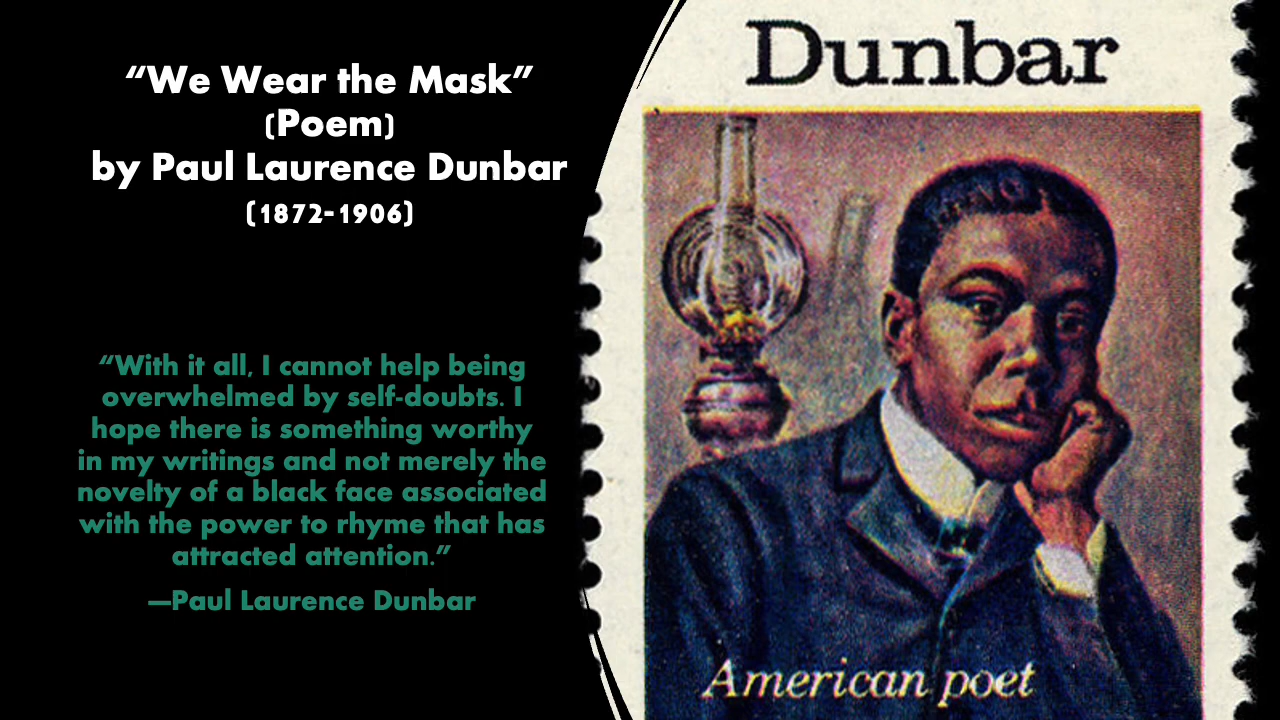 “We Wear the Mask”
(Poem)
by Paul Laurence Dunbar
(1872-1906)
“With it all, I cannot help being
overwhelmed by self-doubts. I
hope there is something worthy
in my writings and not merely the
novelty of a black face associated
with the power to rhyme that has
attracted attention.”
—Paul Laurence Dunbar
Dunbar
American poet